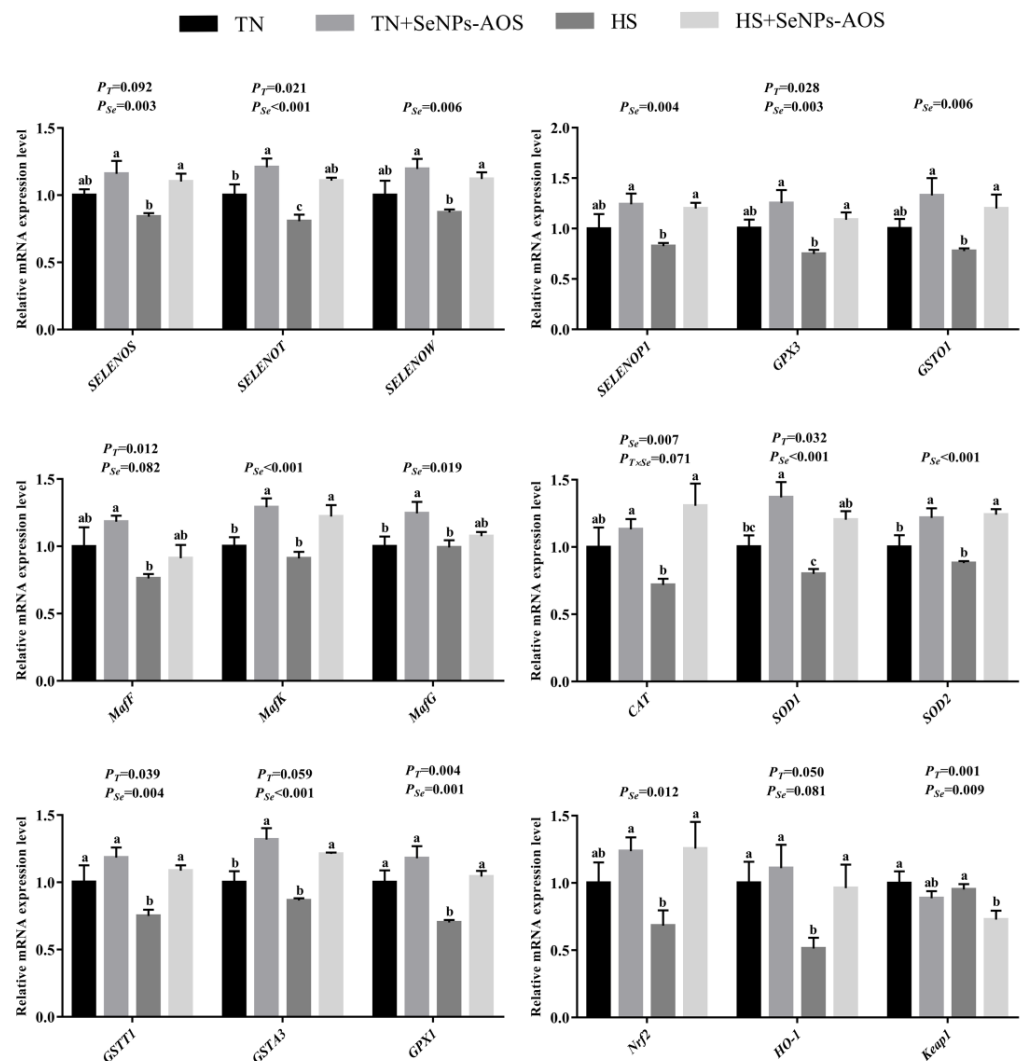 TN TN+SeNPs-AOS HS HS+SeNPs-AOS
P_T=0.092
P_Se=0.003
P_T=0.021
P_Se<0.001
P_Se=0.006
Relative mRNA expression level
1.5
1.0
0.5
0.0
ab a b a
b a c ab
ab a b a
SELENOS SELENOT SELENOW
P_Se=0.004
P_T=0.028
P_Se=0.003
P_Se=0.006
Relative mRNA expression level
2.0
1.5
1.0
0.5
0.0
ab a b a
ab a b a
ab a b a
SELENOP1 GPX3 GSTO1
P_T=0.012
P_Se=0.082
P_Se<0.001
P_Se=0.019
Relative mRNA expression level
1.5
1.0
0.5
0.0
ab a b ab
b a b a
b a b ab
MafF MafK MafG
P_Se=0.007
P_T×Se=0.071
P_T=0.032
P_Se<0.001
P_Se<0.001
Relative mRNA expression level
1.5
1.0
0.5
0.0
ab a b a
bc a c ab
b a b a
CAT SOD1 SOD2
P_T=0.039
P_Se=0.004
P_T=0.059
P_Se<0.001
P_T=0.004
P_Se=0.001
Relative mRNA expression level
1.5
1.0
0.5
0.0
a a b a
b a b a
a a b a
GSTT1 GSTA3 GPX1
P_Se=0.012
P_T=0.050
P_Se=0.081
P_T=0.001
P_Se=0.009
Relative mRNA expression level
1.5
1.0
0.5
0.0
ab a b a
a a b a
a ab a b
Nrf2 HO-1 Keap1